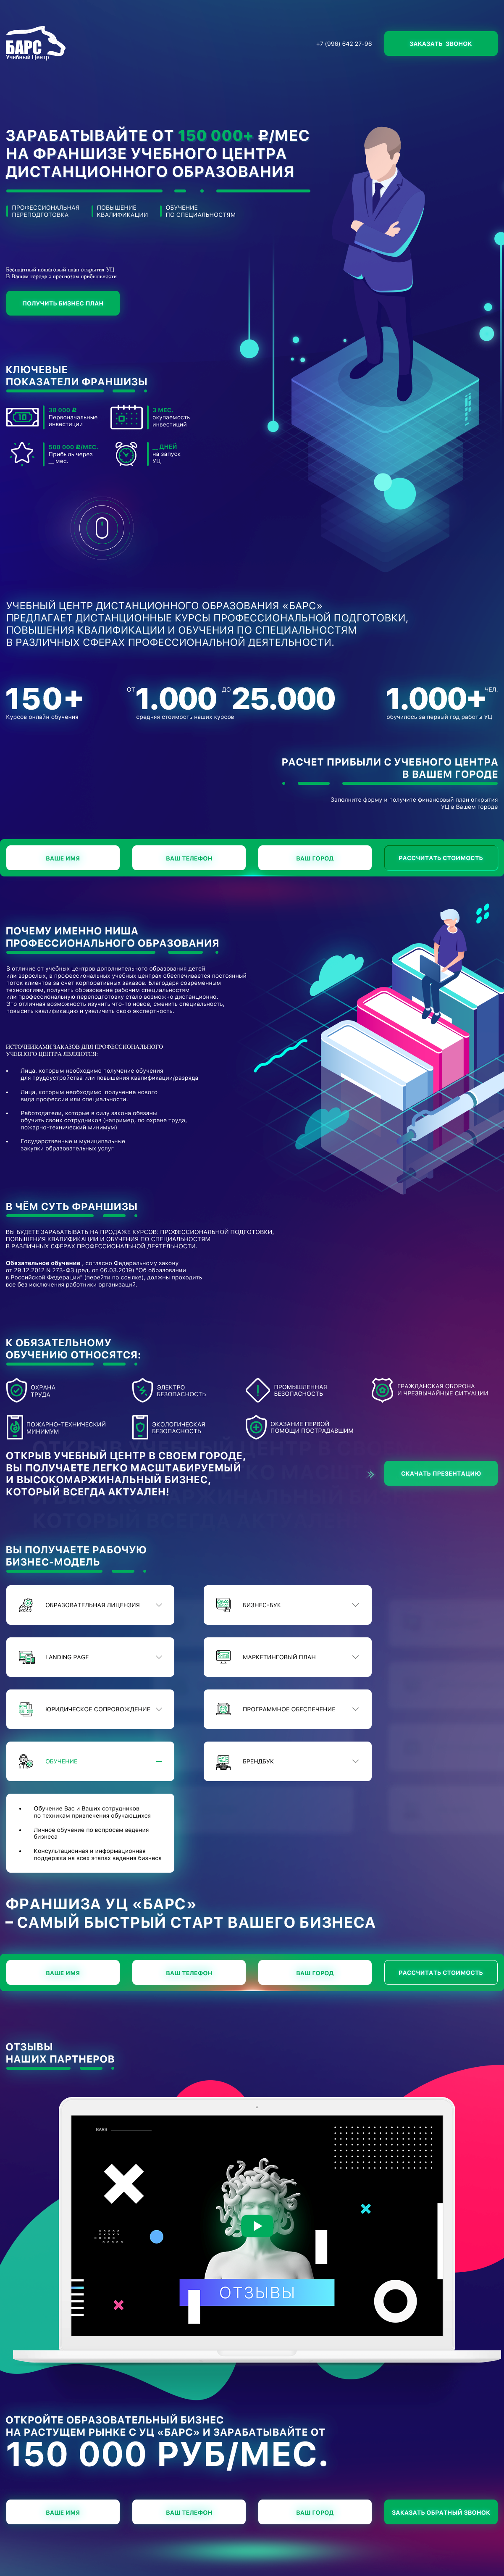 БАРС
Учебный Центр
+7 (996) 642 27-96
ЗАКАЗАТЬ ЗВОНОК
ЗАРАБАТЫВАЙТЕ ОТ 150 000+ ₽/МЕС
НА ФРАНШИЗЕ УЧЕБНОГО ЦЕНТРА
ДИСТАНЦИОННОГО ОБРАЗОВАНИЯ
ПРОФЕССИОНАЛЬНАЯ
ПЕРЕПОДГОТОВКА
ПОВЫШЕНИЕ
КВАЛИФИКАЦИИ
ОБУЧЕНИЕ
ПО СПЕЦИАЛЬНОСТЯМ
Бесплатный пошаговый план открытия УЦ
В Вашем городе с прогнозом прибыльности
ПОЛУЧИТЬ БИЗНЕС ПЛАН
КЛЮЧЕВЫЕ
ПОКАЗАТЕЛИ ФРАНШИЗЫ
10
38 000 ₽
Первоначальные
инвестиции
3 МЕС.
окупаемость
инвестиций
500 000 ₽/МЕС.
Прибыль через
__ мес.
__ ДНЕЙ
на запуск
УЦ
УЧЕБНЫЙ ЦЕНТР ДИСТАНЦИОННОГО ОБРАЗОВАНИЯ «БАРС»
ПРЕДЛАГАЕТ ДИСТАНЦИОННЫЕ КУРСЫ ПРОФЕССИОНАЛЬНОЙ ПОДГОТОВКИ,
ПОВЫШЕНИЯ КВАЛИФИКАЦИИ И ОБУЧЕНИЯ ПО СПЕЦИАЛЬНОСТЯМ
В РАЗЛИЧНЫХ СФЕРАХ ПРОФЕССИОНАЛЬНОЙ ДЕЯТЕЛЬНОСТИ.
150+
Курсов онлайн обучения
ОТ 1.000 ДО 25.000
средняя стоимость наших курсов
1.000+ ЧЕЛ.
обучилось за первый год работы УЦ
РАСЧЕТ ПРИБЫЛИ С УЧЕБНОГО ЦЕНТРА
В ВАШЕМ ГОРОДЕ
Заполните форму и получите финансовый план открытия
УЦ в Вашем городе
ВАШЕ ИМЯ
ВАШ ТЕЛЕФОН
ВАШ ГОРОД
РАССЧИТАТЬ СТОИМОСТЬ
ПОЧЕМУ ИМЕННО НИША
ПРОФЕССИОНАЛЬНОГО ОБРАЗОВАНИЯ
В отличие от учебных центров дополнительного образования детей
или взрослых, в профессиональных учебных центрах обеспечивается постоянный
поток клиентов за счет корпоративных заказов. Благодаря современным
технологиям, получить образование рабочим специальностям
или профессиональную переподготовку стало возможно дистанционно.
Это отличная возможность изучить что-то новое, сменить специальность,
повысить квалификацию и увеличить свою экспертность.
ИСТОЧНИКАМИ ЗАКАЗОВ ДЛЯ ПРОФЕССИОНАЛЬНОГО
УЧЕБНОГО ЦЕНТРА ЯВЛЯЮТСЯ:
• Лица, которым необходимо получение обучения
для трудоустройства или повышения квалификации/разряда
• Лица, которым необходимо получение нового
вида профессии или специальности.
• Работодатели, которые в силу закона обязаны
обучить своих сотрудников (например, по охране труда,
пожарно-технический минимум)
• Государственные и муниципальные
закупки образовательных услуг
В ЧЁМ СУТЬ ФРАНШИЗЫ
ВЫ БУДЕТЕ ЗАРАБАТЫВАТЬ НА ПРОДАЖЕ КУРСОВ: ПРОФЕССИОНАЛЬНОЙ ПОДГОТОВКИ,
ПОВЫШЕНИЯ КВАЛИФИКАЦИИ И ОБУЧЕНИЯ ПО СПЕЦИАЛЬНОСТЯМ
В РАЗЛИЧНЫХ СФЕРАХ ПРОФЕССИОНАЛЬНОЙ ДЕЯТЕЛЬНОСТИ.
Обязательное обучение , согласно Федеральному закону
от 29.12.2012 N 273-ФЗ (ред. от 06.03.2019) "Об образовании
в Российской Федерации" (перейти по ссылке), должны проходить
все без исключения работники организаций.
К ОБЯЗАТЕЛЬНОМУ
ОБУЧЕНИЮ ОТНОСЯТСЯ:
ОХРАНА
ТРУДА
ЭЛЕКТРО
БЕЗОПАСНОСТЬ
ПРОМЫШЛЕННАЯ
БЕЗОПАСНОСТЬ
ГРАЖДАНСКАЯ ОБОРОНА
И ЧРЕЗВЫЧАЙНЫЕ СИТУАЦИИ
ПОЖАРНО-ТЕХНИЧЕСКИЙ
МИНИМУМ
ЭКОЛОГИЧЕСКАЯ
БЕЗОПАСНОСТЬ
ОКАЗАНИЕ ПЕРВОЙ
ПОМОЩИ ПОСТРАДАВШИМ
ОТКРЫВ УЧЕБНЫЙ ЦЕНТР В СВОЕМ ГОРОДЕ,
ВЫ ПОЛУЧАЕТЕ ЛЕГКО МАСШТАБИРУЕМЫЙ
И ВЫСОКОМАРЖИНАЛЬНЫЙ БИЗНЕС,
КОТОРЫЙ ВСЕГДА АКТУАЛЕН!
СКАЧАТЬ ПРЕЗЕНТАЦИЮ
ВЫ ПОЛУЧАЕТЕ РАБОЧУЮ
БИЗНЕС-МОДЕЛЬ
ОБРАЗОВАТЕЛЬНАЯ ЛИЦЕНЗИЯ
БИЗНЕС-БУК
LANDING PAGE
МАРКЕТИНГОВЫЙ ПЛАН
ЮРИДИЧЕСКОЕ СОПРОВОЖДЕНИЕ
ПРОГРАММНОЕ ОБЕСПЕЧЕНИЕ
ОБУЧЕНИЕ
БРЕНДБУК
• Обучение Вас и Ваших сотрудников
по техникам привлечения обучающихся
• Личное обучение по вопросам ведения
бизнеса
• Консультационная и информационная
поддержка на всех этапах ведения бизнеса
ФРАНШИЗА УЦ «БАРС»
– САМЫЙ БЫСТРЫЙ СТАРТ ВАШЕГО БИЗНЕСА
ВАШЕ ИМЯ
ВАШ ТЕЛЕФОН
ВАШ ГОРОД
РАССЧИТАТЬ СТОИМОСТЬ
ОТЗЫВЫ
НАШИХ ПАРТНЕРОВ
BARS
ОТЗЫВЫ
ОТКРОЙТЕ ОБРАЗОВАТЕЛЬНЫЙ БИЗНЕС
НА РАСТУЩЕМ РЫНКЕ С УЦ «БАРС» И ЗАРАБАТЫВАЙТЕ ОТ
150 000 РУБ/МЕС.
ВАШЕ ИМЯ
ВАШ ТЕЛЕФОН
ВАШ ГОРОД
ЗАКАЗАТЬ ОБРАТНЫЙ ЗВОНОК